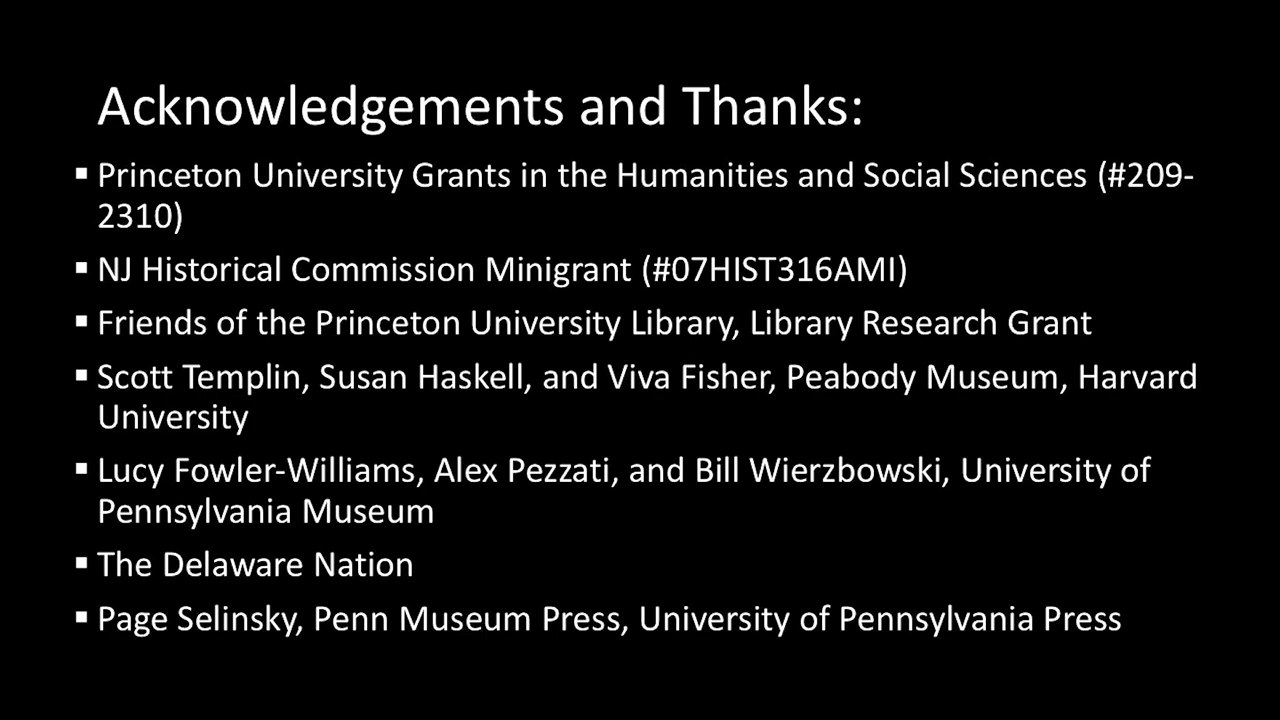 Acknowledgements and Thanks:
▪ Princeton University Grants in the Humanities and Social Sciences (#209-
2310)
▪ NJ Historical Commission Minigrant (#07HIST316AMI)
▪ Friends of the Princeton University Library, Library Research Grant
▪ Scott Templin, Susan Haskell, and Viva Fisher, Peabody Museum, Harvard
University
▪ Lucy Fowler-Williams, Alex Pezzati, and Bill Wierzbowski, University of
Pennsylvania Museum
▪ The Delaware Nation
▪ Page Selinsky, Penn Museum Press, University of Pennsylvania Press